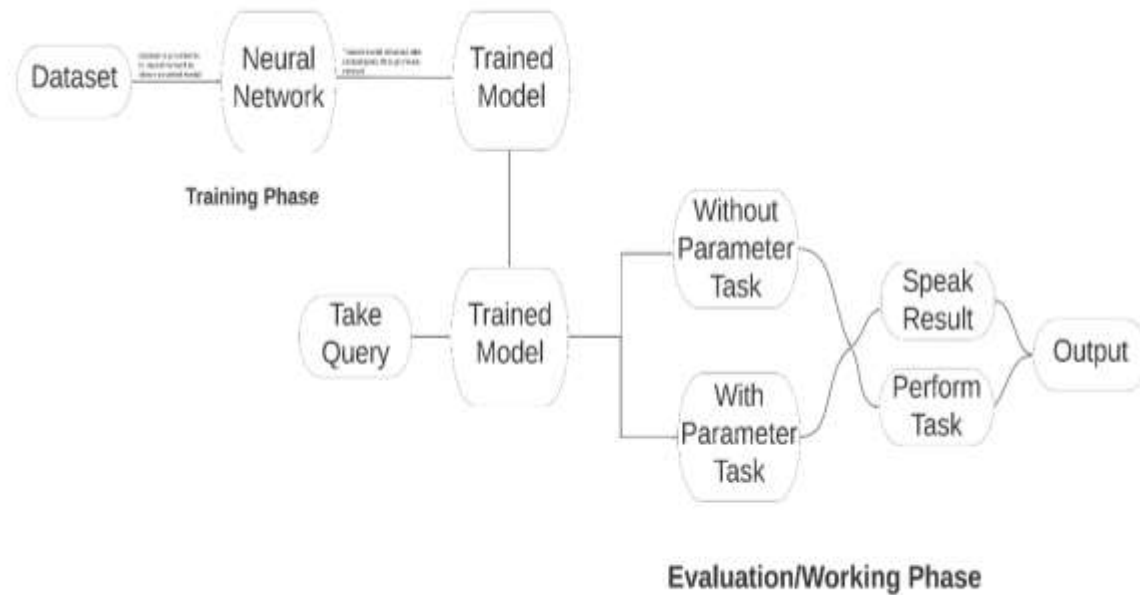 Dataset
Neural
Network
Trained
Model
Training Phase
Take
Query
Trained
Model
Without
Parameter
Task
With
Parameter
Task
Speak
Result
Perform
Task
Output
Evaluation/Working Phase